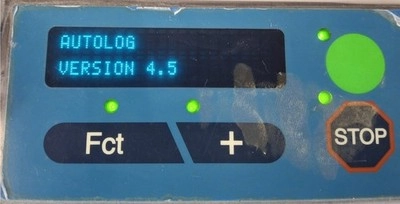 AUTOLOG
VERSION 4.5
Fct +
STOP